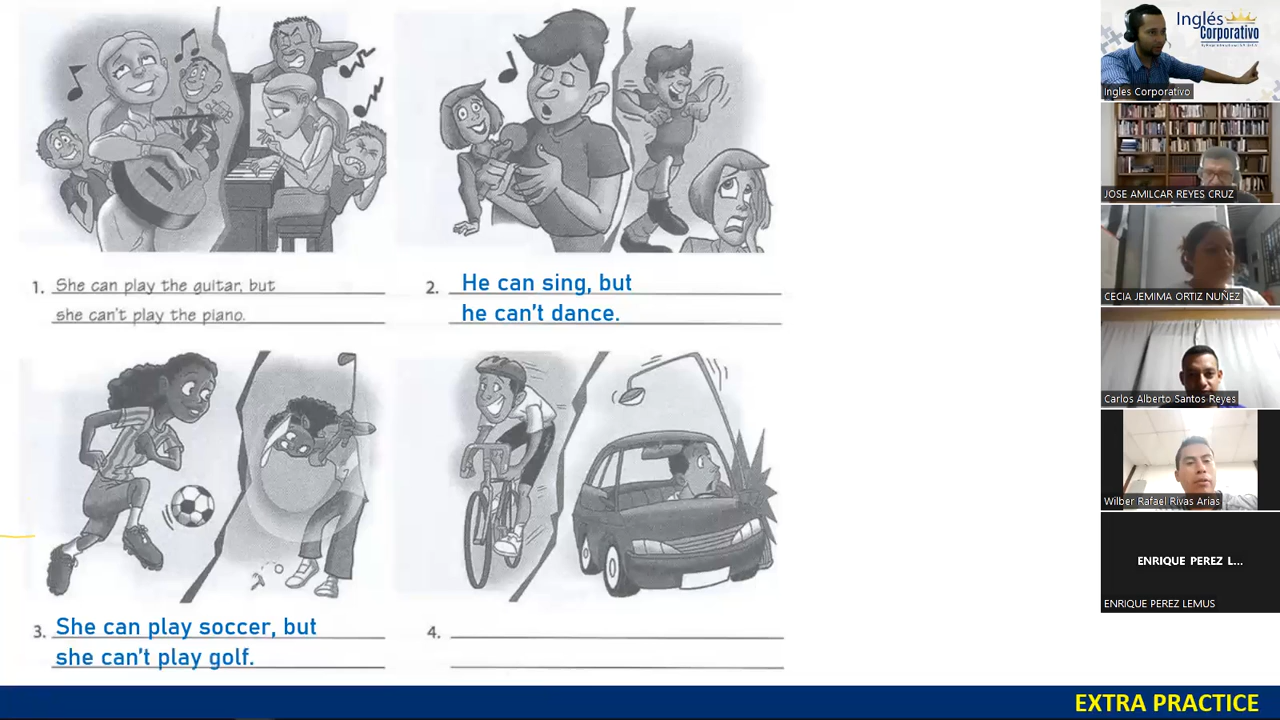 1. She can play the guitar, but
she can't play the piano.
2. He can sing, but
he can't dance.
3. She can play soccer, but
she can't play golf.
4.
EXTRA PRACTICE
Inglés
Corporativo
Ingles Corporativo
JOSE AMILCAR REYES CRUZ
CECIA JEMIMA ORTIZ NUÑEZ
Carlos Alberto Santos Reyes
Wilber Rafael Rivas Arias
ENRIQUE PEREZ L...
ENRIQUE PEREZ LEMUS